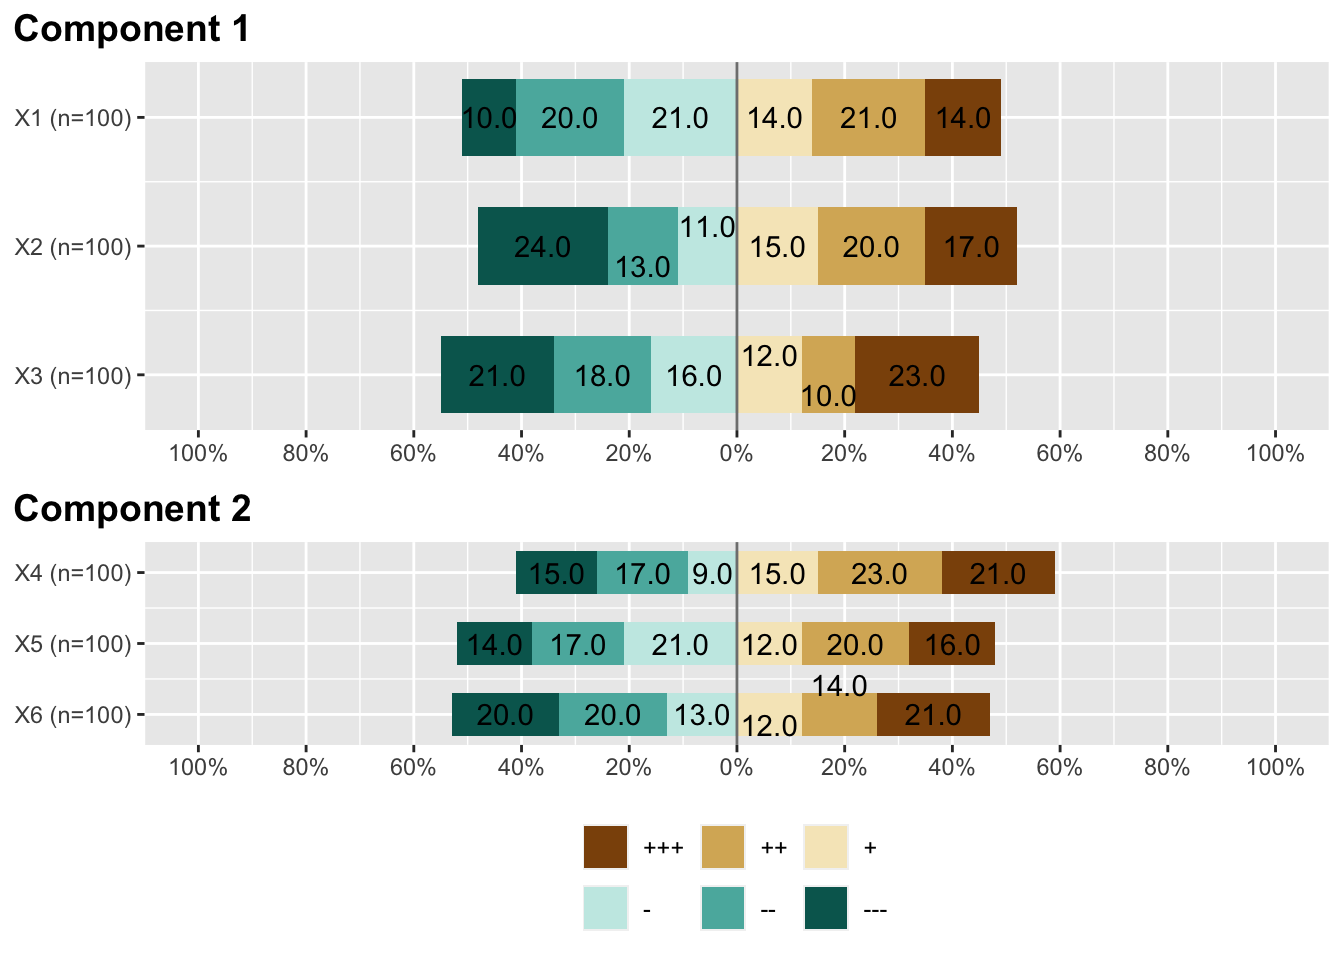 Component 1
X1 (n=100) 10.0 20.0 21.0 14.0 21.0 14.0
X2 (n=100) 24.0 13.0 11.0 15.0 20.0 17.0
X3 (n=100) 21.0 18.0 16.0 12.0 10.0 23.0
100% 80% 60% 40% 20% 0% 20% 40% 60% 80% 100%
Component 2
X4 (n=100) 15.0 17.0 9.0 15.0 23.0 21.0
X5 (n=100) 14.0 17.0 21.0 12.0 20.0 16.0
X6 (n=100) 20.0 20.0 13.0 12.0 14.0 21.0
100% 80% 60% 40% 20% 0% 20% 40% 60% 80% 100%
+++ ++ +
- -- ---